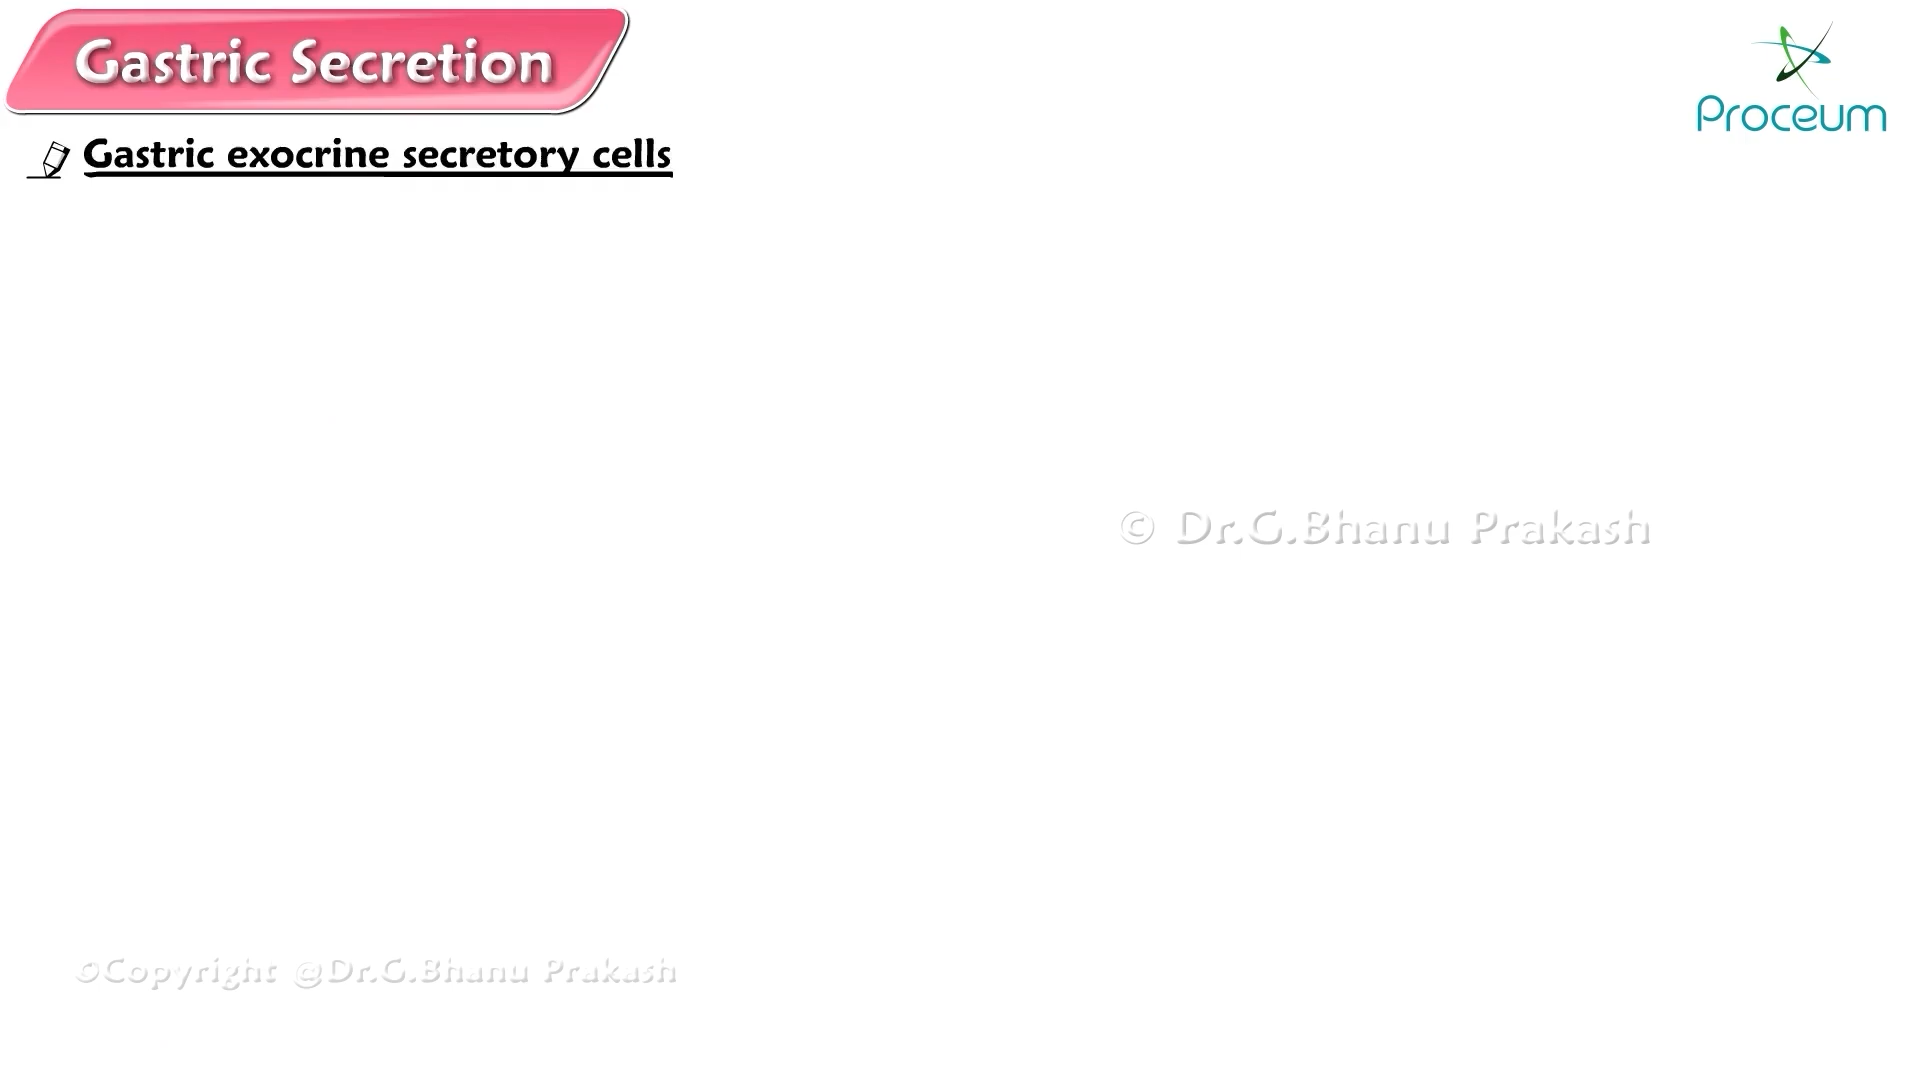 Gastric Secretion
Proceum
Gastric exocrine secretory cells
© Dr.G.Bhanu Prakash
©Copyright @Dr.G.Bhanu Prakash